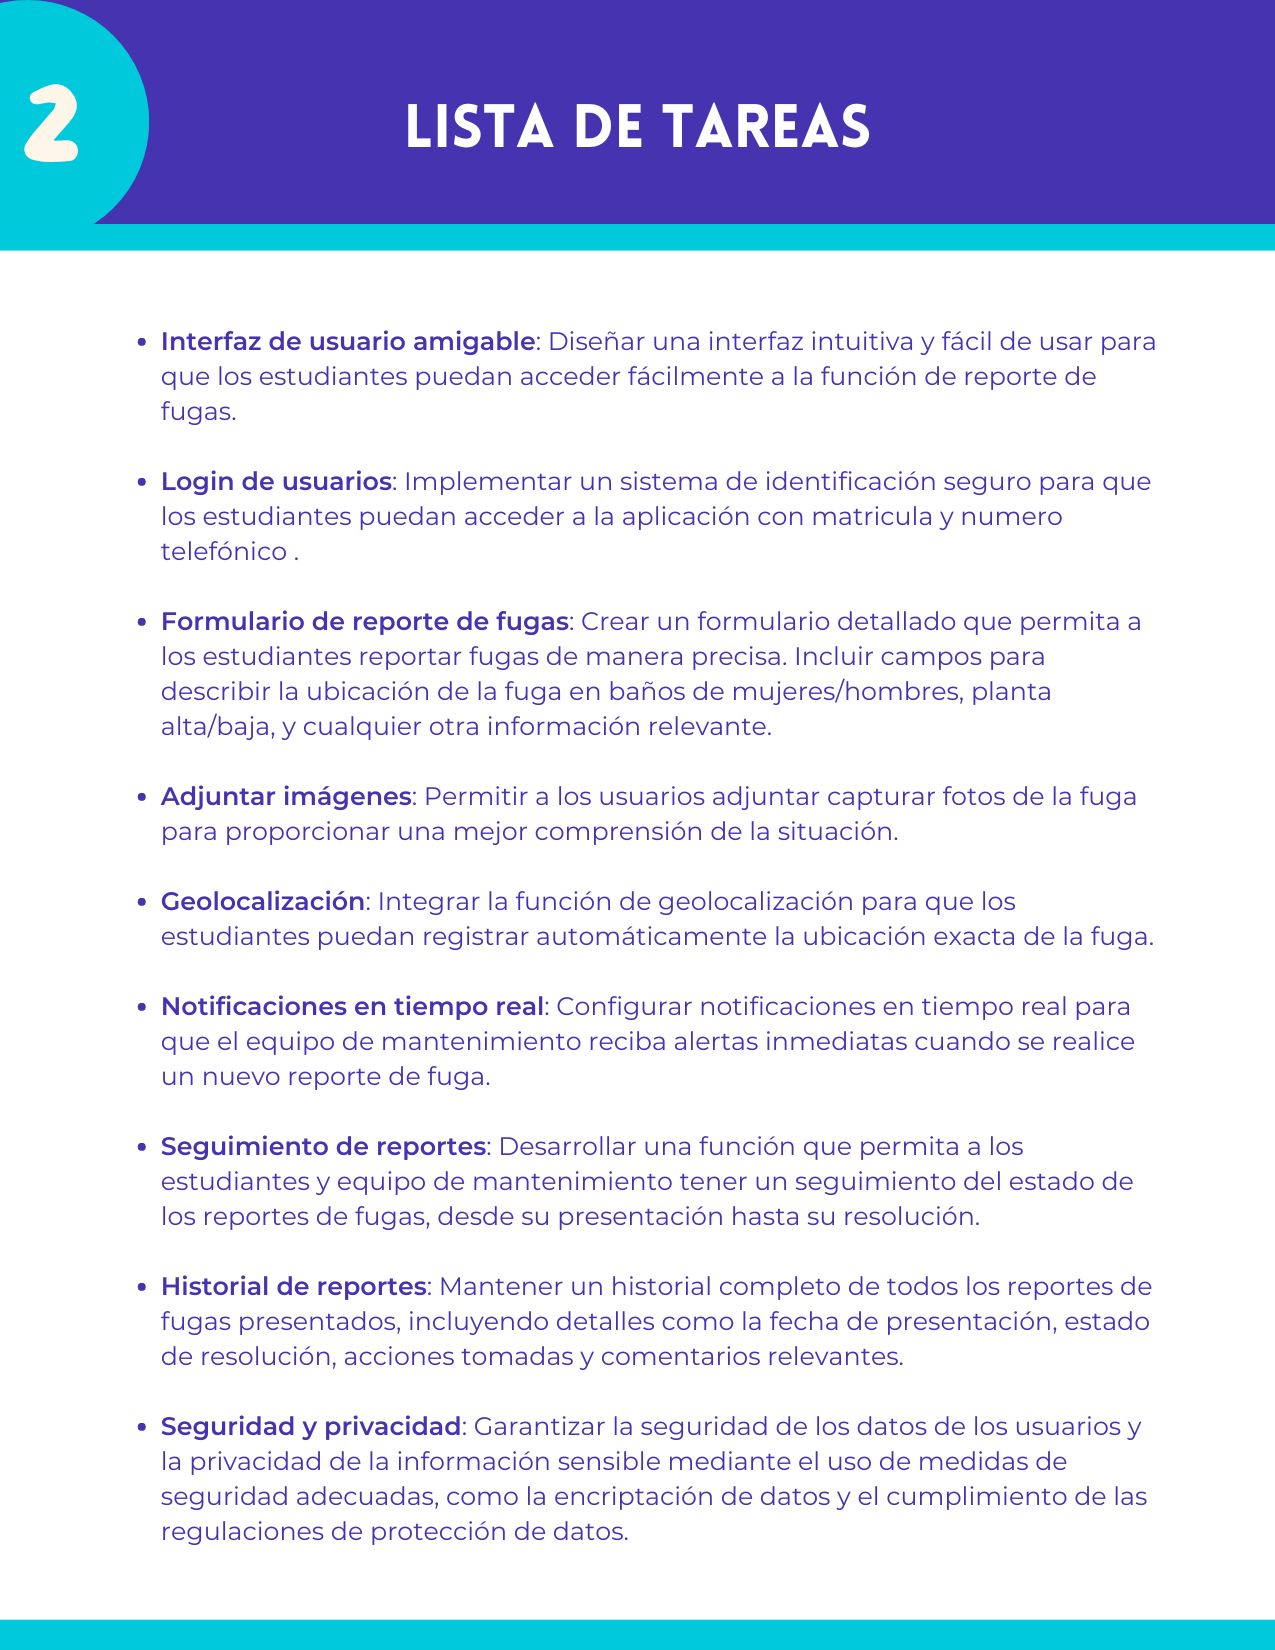 2
LISTA DE TAREAS
• Interfaz de usuario amigable: Diseñar una interfaz intuitiva y fácil de usar para
que los estudiantes puedan acceder fácilmente a la función de reporte de
fugas.
• Login de usuarios: Implementar un sistema de identificación seguro para que
los estudiantes puedan acceder a la aplicación con matricula y numero
telefónico .
• Formulario de reporte de fugas: Crear un formulario detallado que permita a
los estudiantes reportar fugas de manera precisa. Incluir campos para
describir la ubicación de la fuga en baños de mujeres/hombres, planta
alta/baja, y cualquier otra información relevante.
• Adjuntar imágenes: Permitir a los usuarios adjuntar capturar fotos de la fuga
para proporcionar una mejor comprensión de la situación.
• Geolocalización: Integrar la función de geolocalización para que los
estudiantes puedan registrar automáticamente la ubicación exacta de la fuga.
• Notificaciones en tiempo real: Configurar notificaciones en tiempo real para
que el equipo de mantenimiento reciba alertas inmediatas cuando se realice
un nuevo reporte de fuga.
• Seguimiento de reportes: Desarrollar una función que permita a los
estudiantes y equipo de mantenimiento tener un seguimiento del estado de
los reportes de fugas, desde su presentación hasta su resolución.
• Historial de reportes: Mantener un historial completo de todos los reportes de
fugas presentados, incluyendo detalles como la fecha de presentación, estado
de resolución, acciones tomadas y comentarios relevantes.
• Seguridad y privacidad: Garantizar la seguridad de los datos de los usuarios y
la privacidad de la información sensible mediante el uso de medidas de
seguridad adecuadas, como la encriptación de datos y el cumplimiento de las
regulaciones de protección de datos.